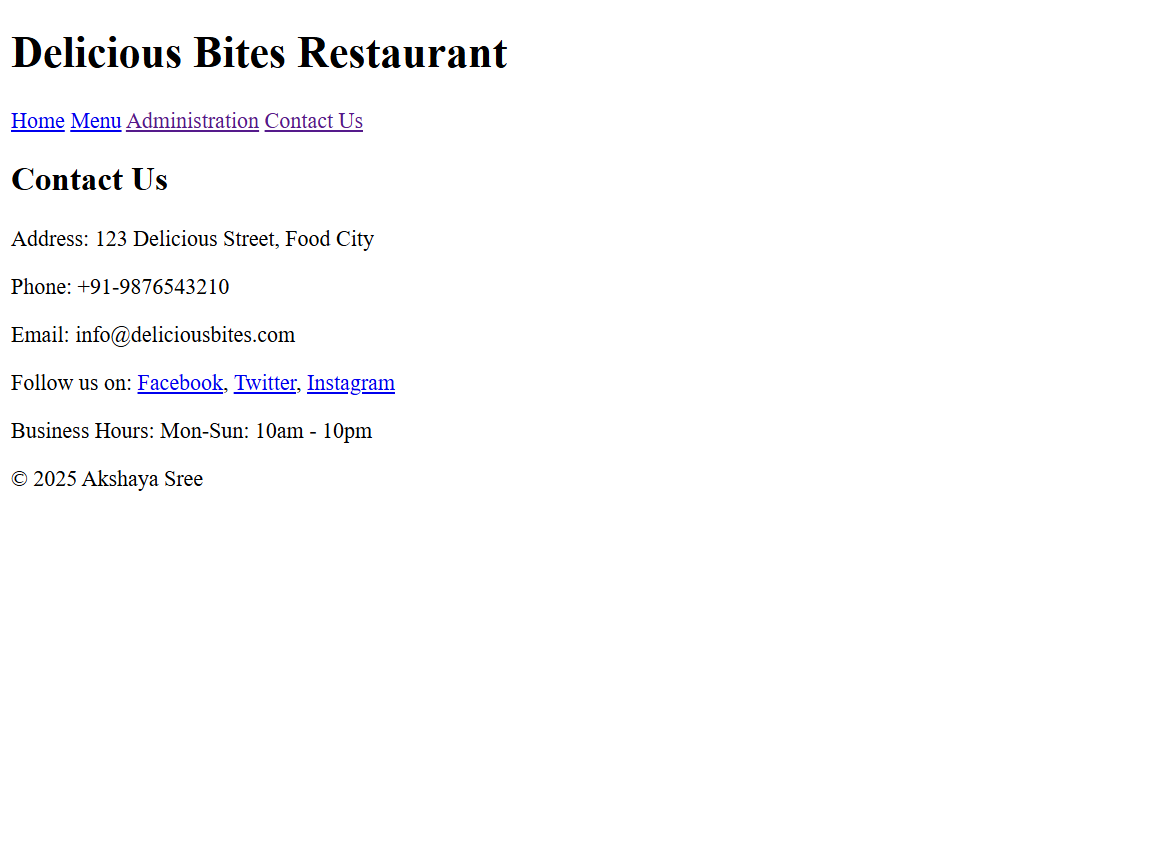 Delicious Bites Restaurant
Home Menu Administration Contact Us
Contact Us
Address: 123 Delicious Street, Food City
Phone: +91-9876543210
Email: info@deliciousbites.com
Follow us on: Facebook, Twitter, Instagram
Business Hours: Mon-Sun: 10am - 10pm
© 2025 Akshaya Sree